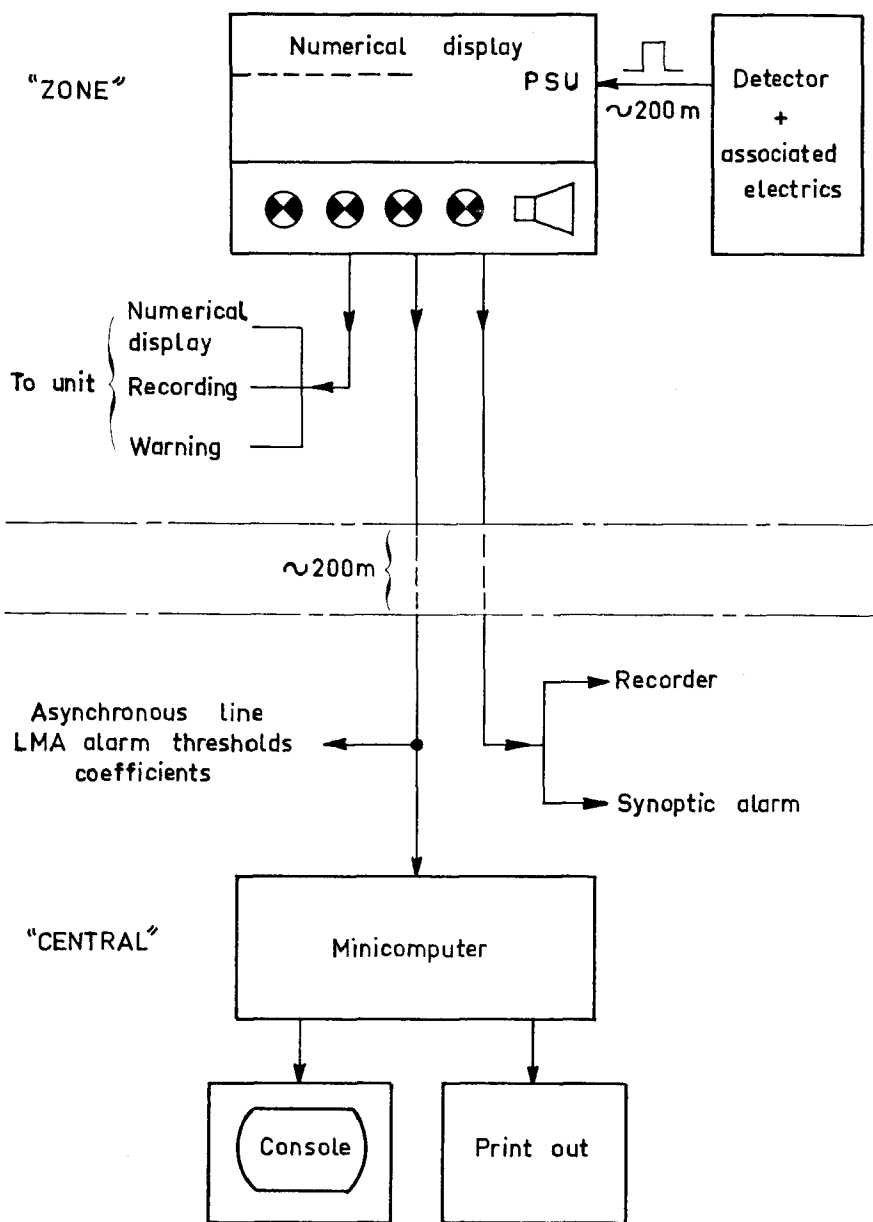 Numerical display
"ZONE"
PSU
~200m
Detector
+
associated
electrics
Numerical
display
To unit
Recording
Warning
~200m
Recorder
Asynchronous line
LMA alarm thresholds
coefficients
Synoptic alarm
"CENTRAL"
Minicomputer
Console
Print out